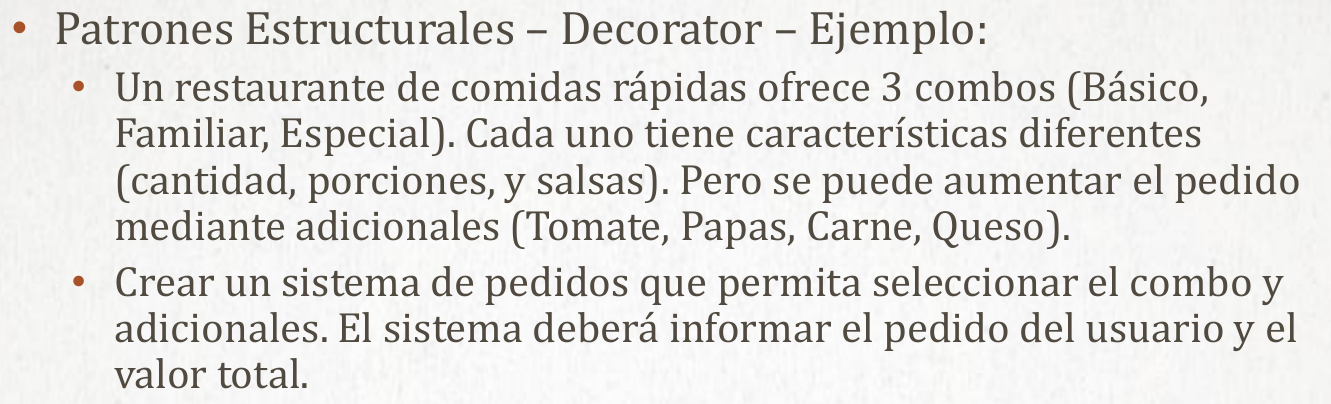 • Patrones Estructurales – Decorator – Ejemplo:
• Un restaurante de comidas rápidas ofrece 3 combos (Básico,
Familiar, Especial). Cada uno tiene características diferentes
(cantidad, porciones, y salsas). Pero se puede aumentar el pedido
mediante adicionales (Tomate, Papas, Carne, Queso).
• Crear un sistema de pedidos que permita seleccionar el combo y
adicionales. El sistema deberá informar el pedido del usuario y el
valor total.